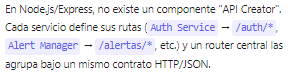 En Node.js/Express, no existe un componente "API Creator".
Cada servicio define sus rutas ( Auth Service → /auth/* ,
Alert Manager → /alertas/* , etc.) y un router central las
agrupa bajo un mismo contrato HTTP/JSON.